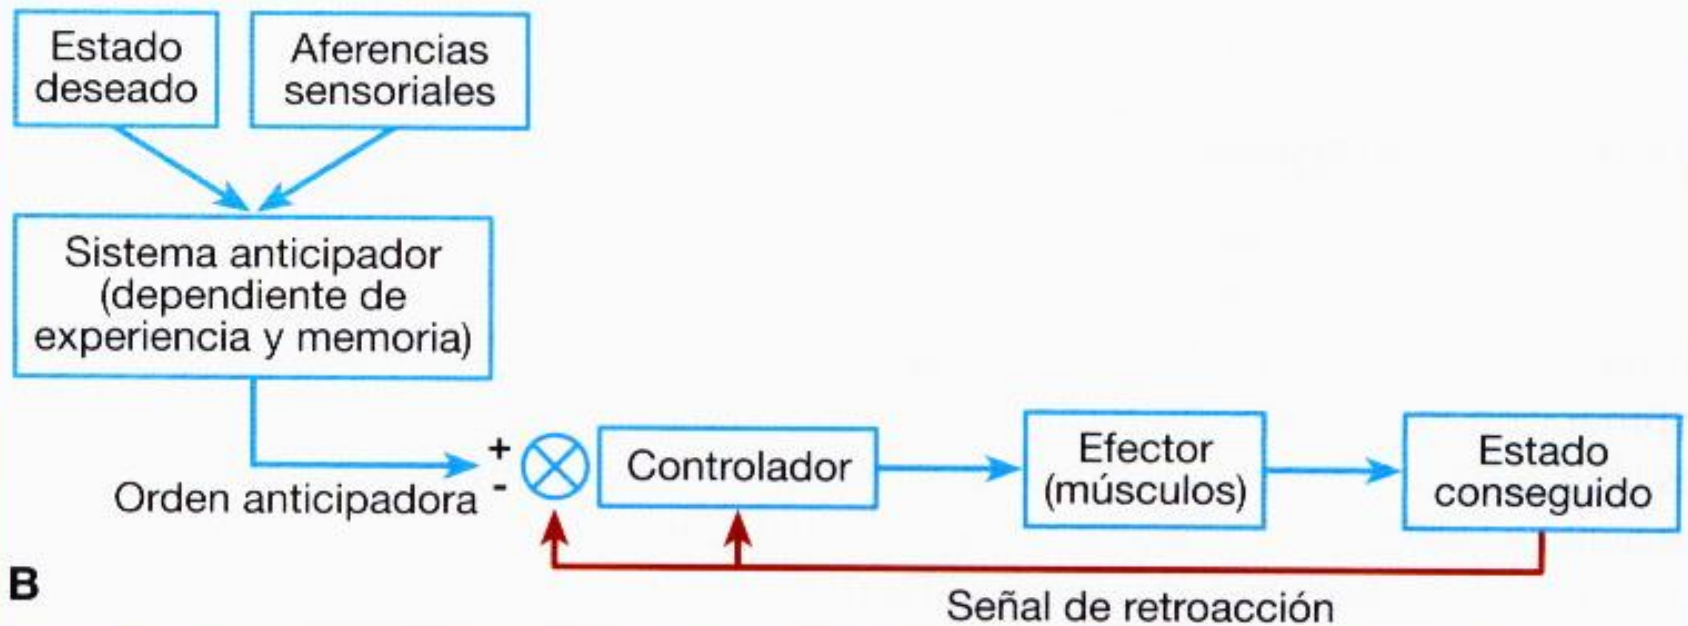 Estado
deseado
Aferencias
sensoriales
Sistema anticipador
(dependiente de
experiencia y memoria)
Orden anticipadora
+
-
Controlador
Efector
(músculos)
Estado
conseguido
Señal de retroacción
B